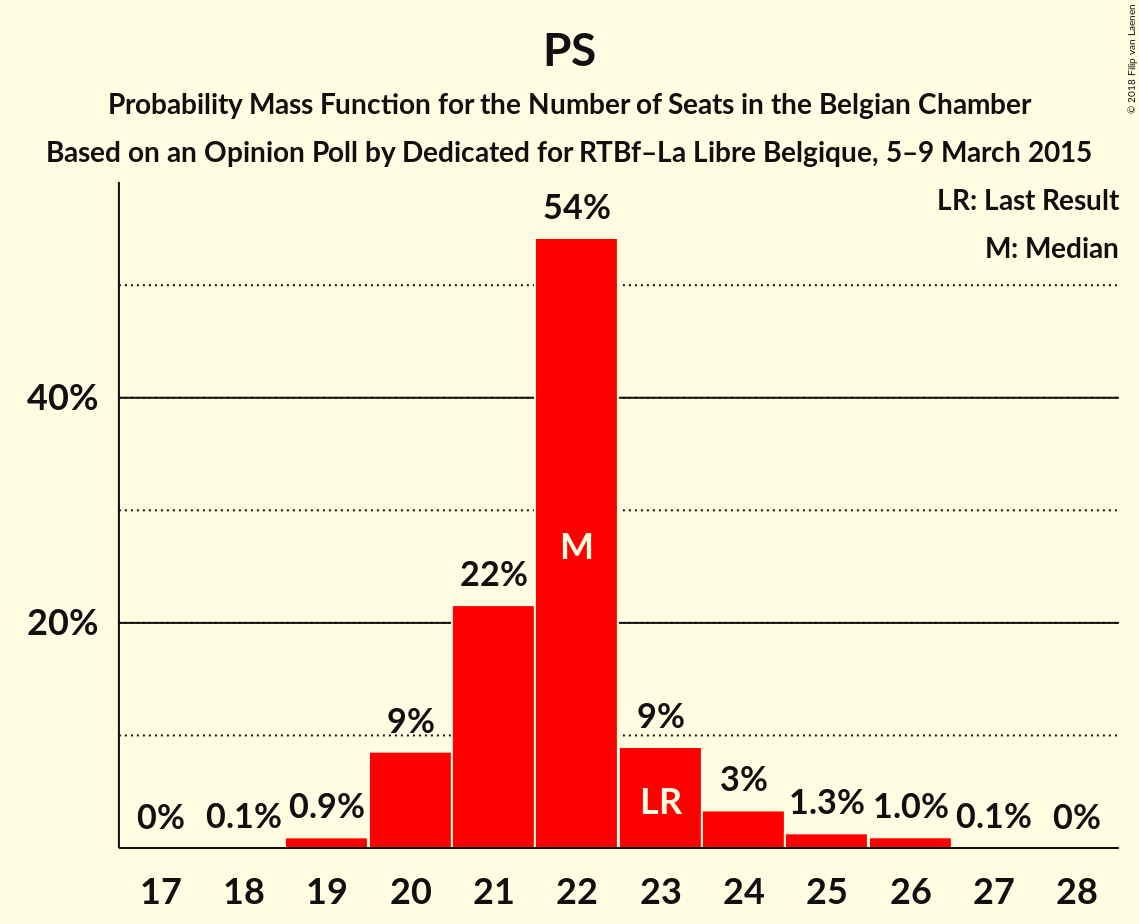 PS
Probability Mass Function for the Number of Seats in the Belgian Chamber
Based on an Opinion Poll by Dedicated for RTBf–La Libre Belgique, 5–9 March 2015
© 2018 Filip van Laenen
LR: Last Result
M: Median
40%
20%
0%
0.1%
0.9%
9%
22%
54%
M
9%
LR
3%
1.3%
1.0%
0.1%
0%
17 18 19 20 21 22 23 24 25 26 27 28